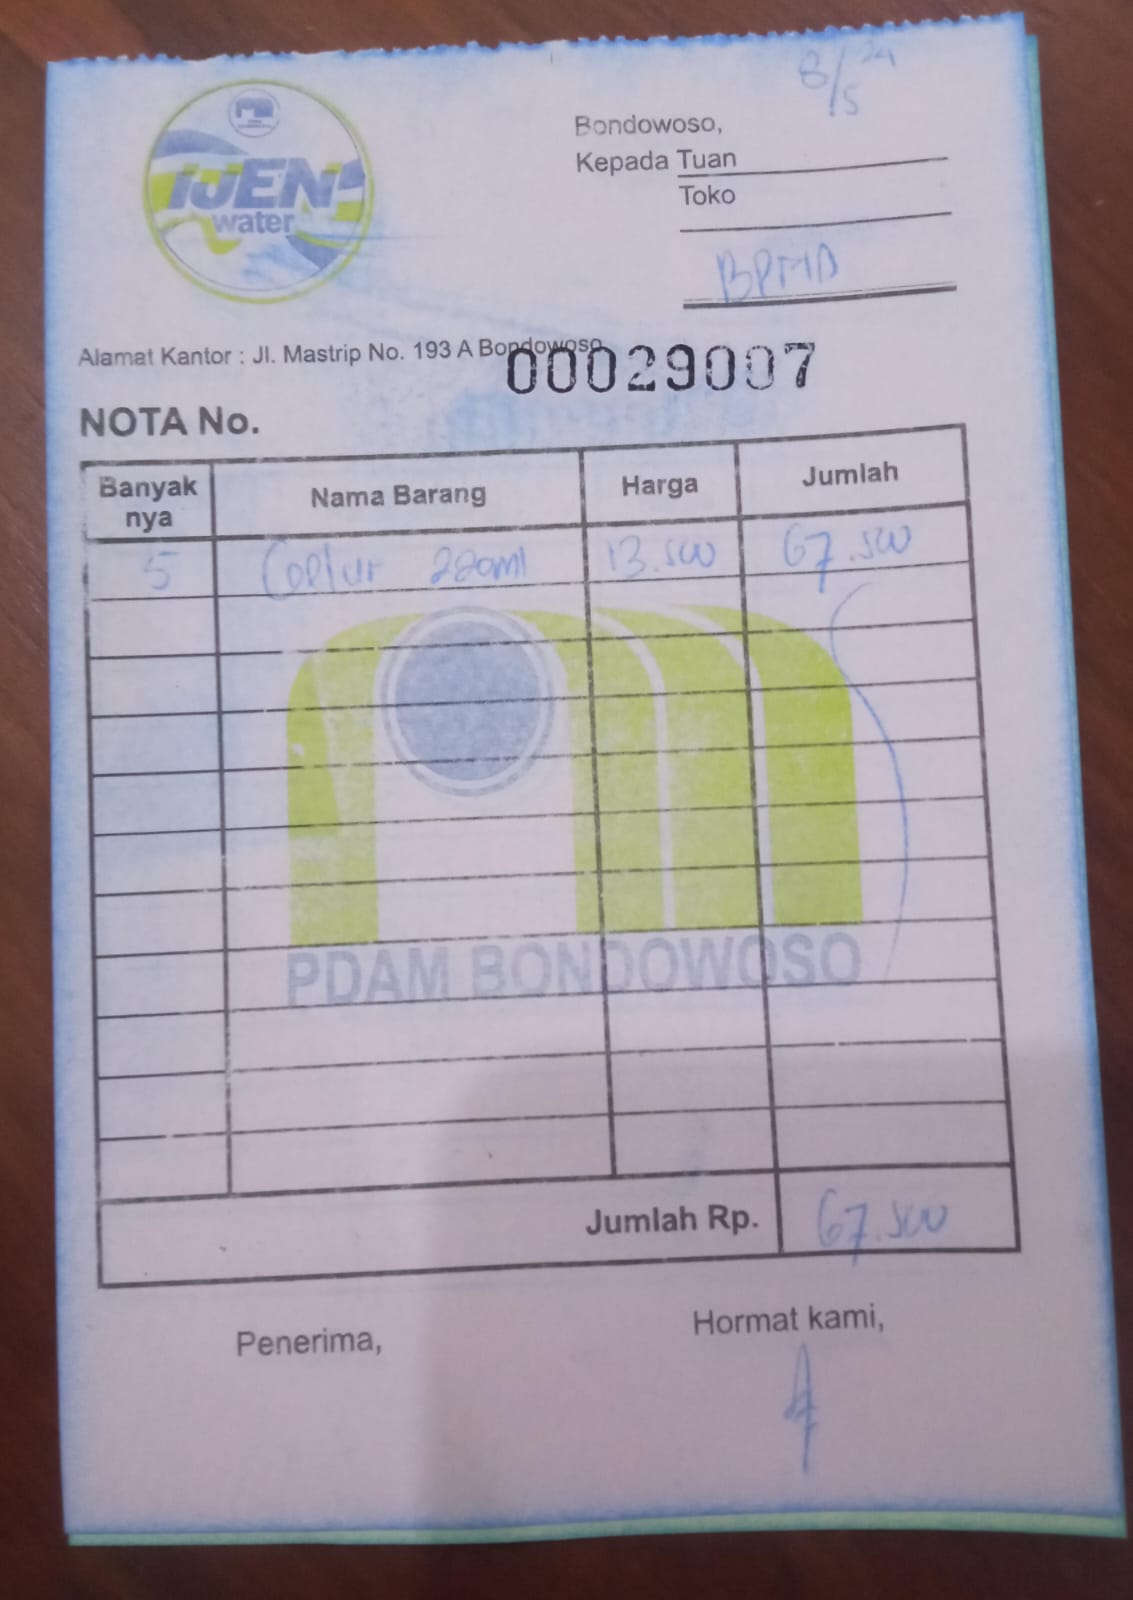 8/5 24
Bondowoso,
Kepada Tuan
Toko
IJEN
water
Alamat Kantor : Jl. Mastrip No. 193 A Bondowoso
00029007
NOTA No.
Banyak nya Nama Barang Harga Jumlah
5 220ml 13.500 67.500
PDAM BONDOWOSO
Jumlah Rp. 67.500
Penerima, Hormat kami,